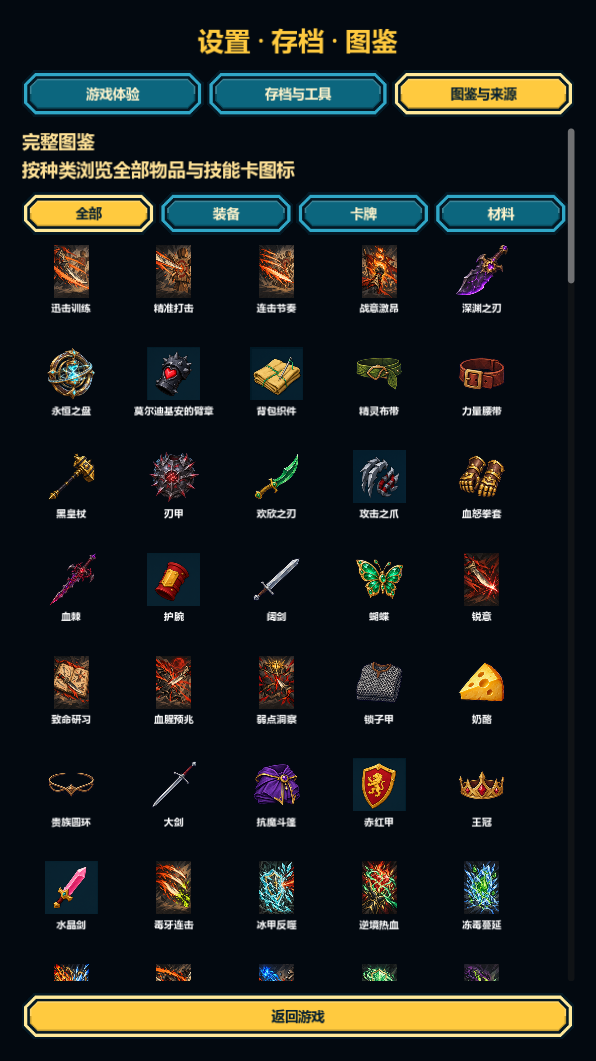 设置 · 存档 · 图鉴
游戏体验 存档与工具 图鉴与来源
完整图鉴
按种类浏览全部物品与技能卡图标
全部 装备 卡牌 材料
迅击训练 精准打击 连击节奏 战意激昂 深渊之刃
永恒之盘 莫尔迪基安的臂章 背包织件 精灵布带 力量腰带
黑皇杖 刃甲 欢欣之刃 攻击之爪 血怒拳套
血棘 护腕 阔剑 蝴蝶 锐意
致命研习 血腥预兆 弱点洞察 锁子甲 奶酪
贵族圆环 大剑 抗魔斗篷 赤红甲 王冠
水晶剑 毒牙连击 冰甲反噬 逆境热血 冻毒蔓延
返回游戏